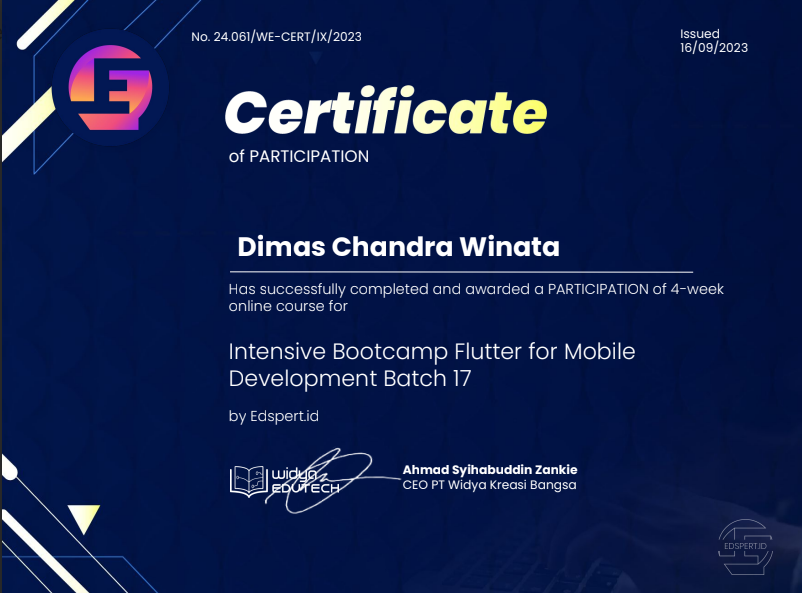 No. 24.061/WE-CERT/IX/2023
Issued
16/09/2023
Certificate
of PARTICIPATION
Dimas Chandra Winata
Has successfully completed and awarded a PARTICIPATION of 4-week
online course for
Intensive Bootcamp Flutter for Mobile
Development Batch 17
by Edspert.id
widya
EDUTECH
Ahmad Syihabuddin Zankie
CEO PT Widya Kreasi Bangsa
EDSPERT.ID